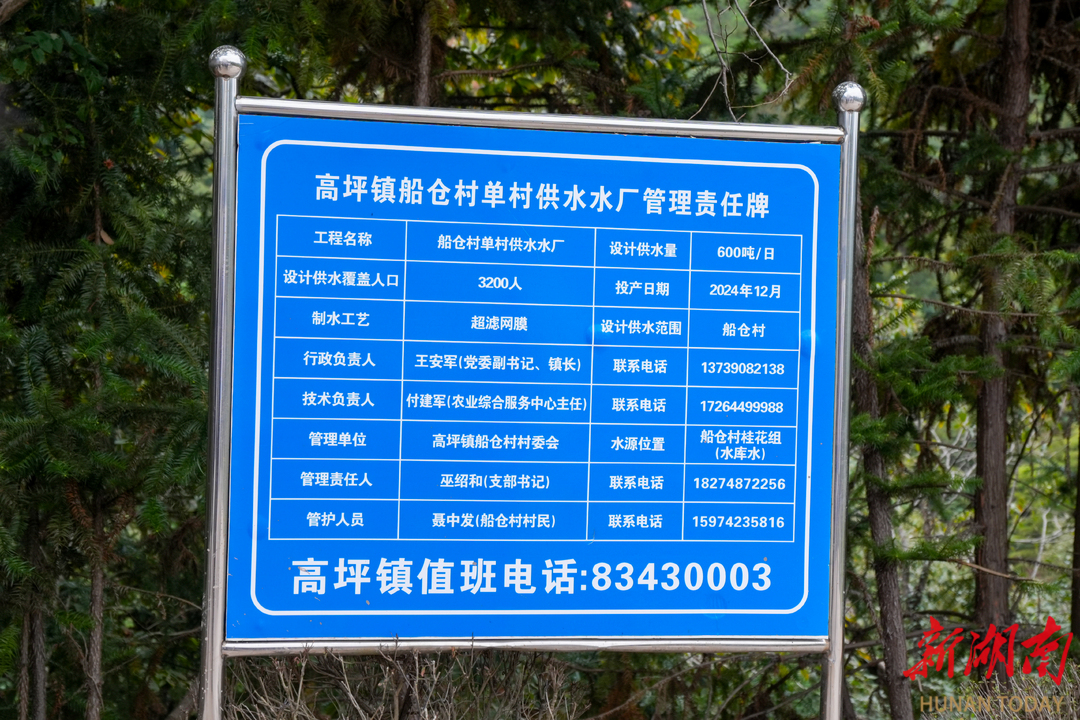 高坪镇船仓村单村供水水厂管理责任牌
工程名称 船仓村单村供水水厂 设计供水量 600吨/日
设计供水覆盖人口 3200人 投产日期 2024年12月
制水工艺 超滤网膜 设计供水范围 船仓村
行政负责人 王安军(党委副书记、镇长) 联系电话 13739082138
技术负责人 付建军(农业综合服务中心主任) 联系电话 17264499988
管理单位 高坪镇船仓村村委会 水源位置 船仓村桂花组
(水库水)
管理责任人 巫绍和(支部书记) 联系电话 18274872256
管护人员 聂中发(船仓村村民) 联系电话 15974235816
高坪镇值班电话:83430003
新湖南
HUNAN TODAY